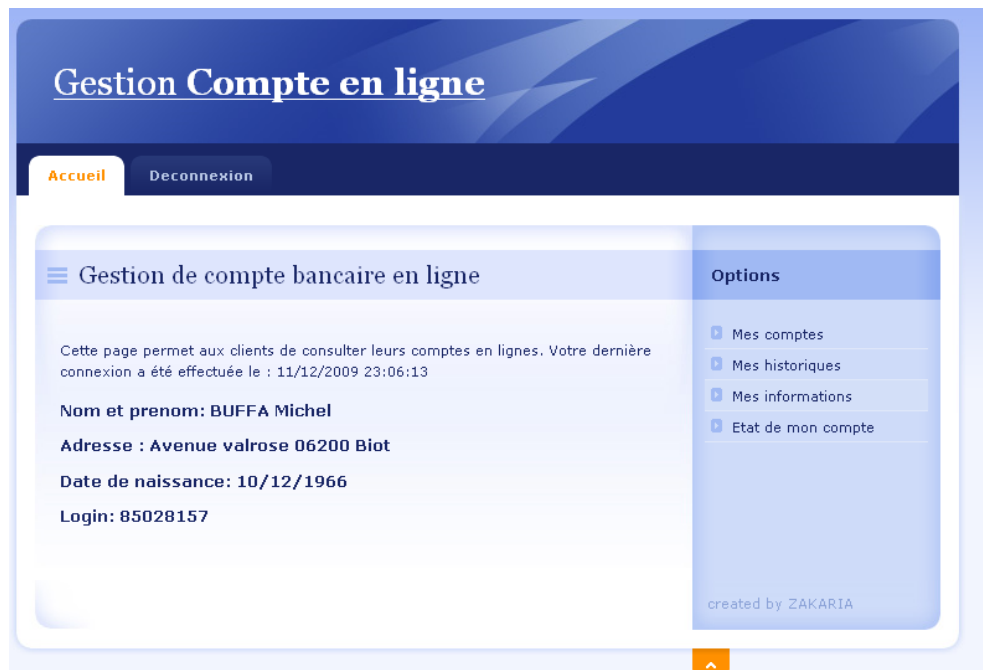 Gestion Compte en ligne
Accueil
Deconnexion
Gestion de compte bancaire en ligne
Cette page permet aux clients de consulter leurs comptes en lignes. Votre dernière
connexion a été effectuée le : 11/12/2009 23:06:13
Nom et prenom: BUFFA Michel
Adresse : Avenue valrose 06200 Biot
Date de naissance: 10/12/1966
Login: 85028157
Options
Mes comptes
Mes historiques
Mes informations
Etat de mon compte
created by ZAKARIA